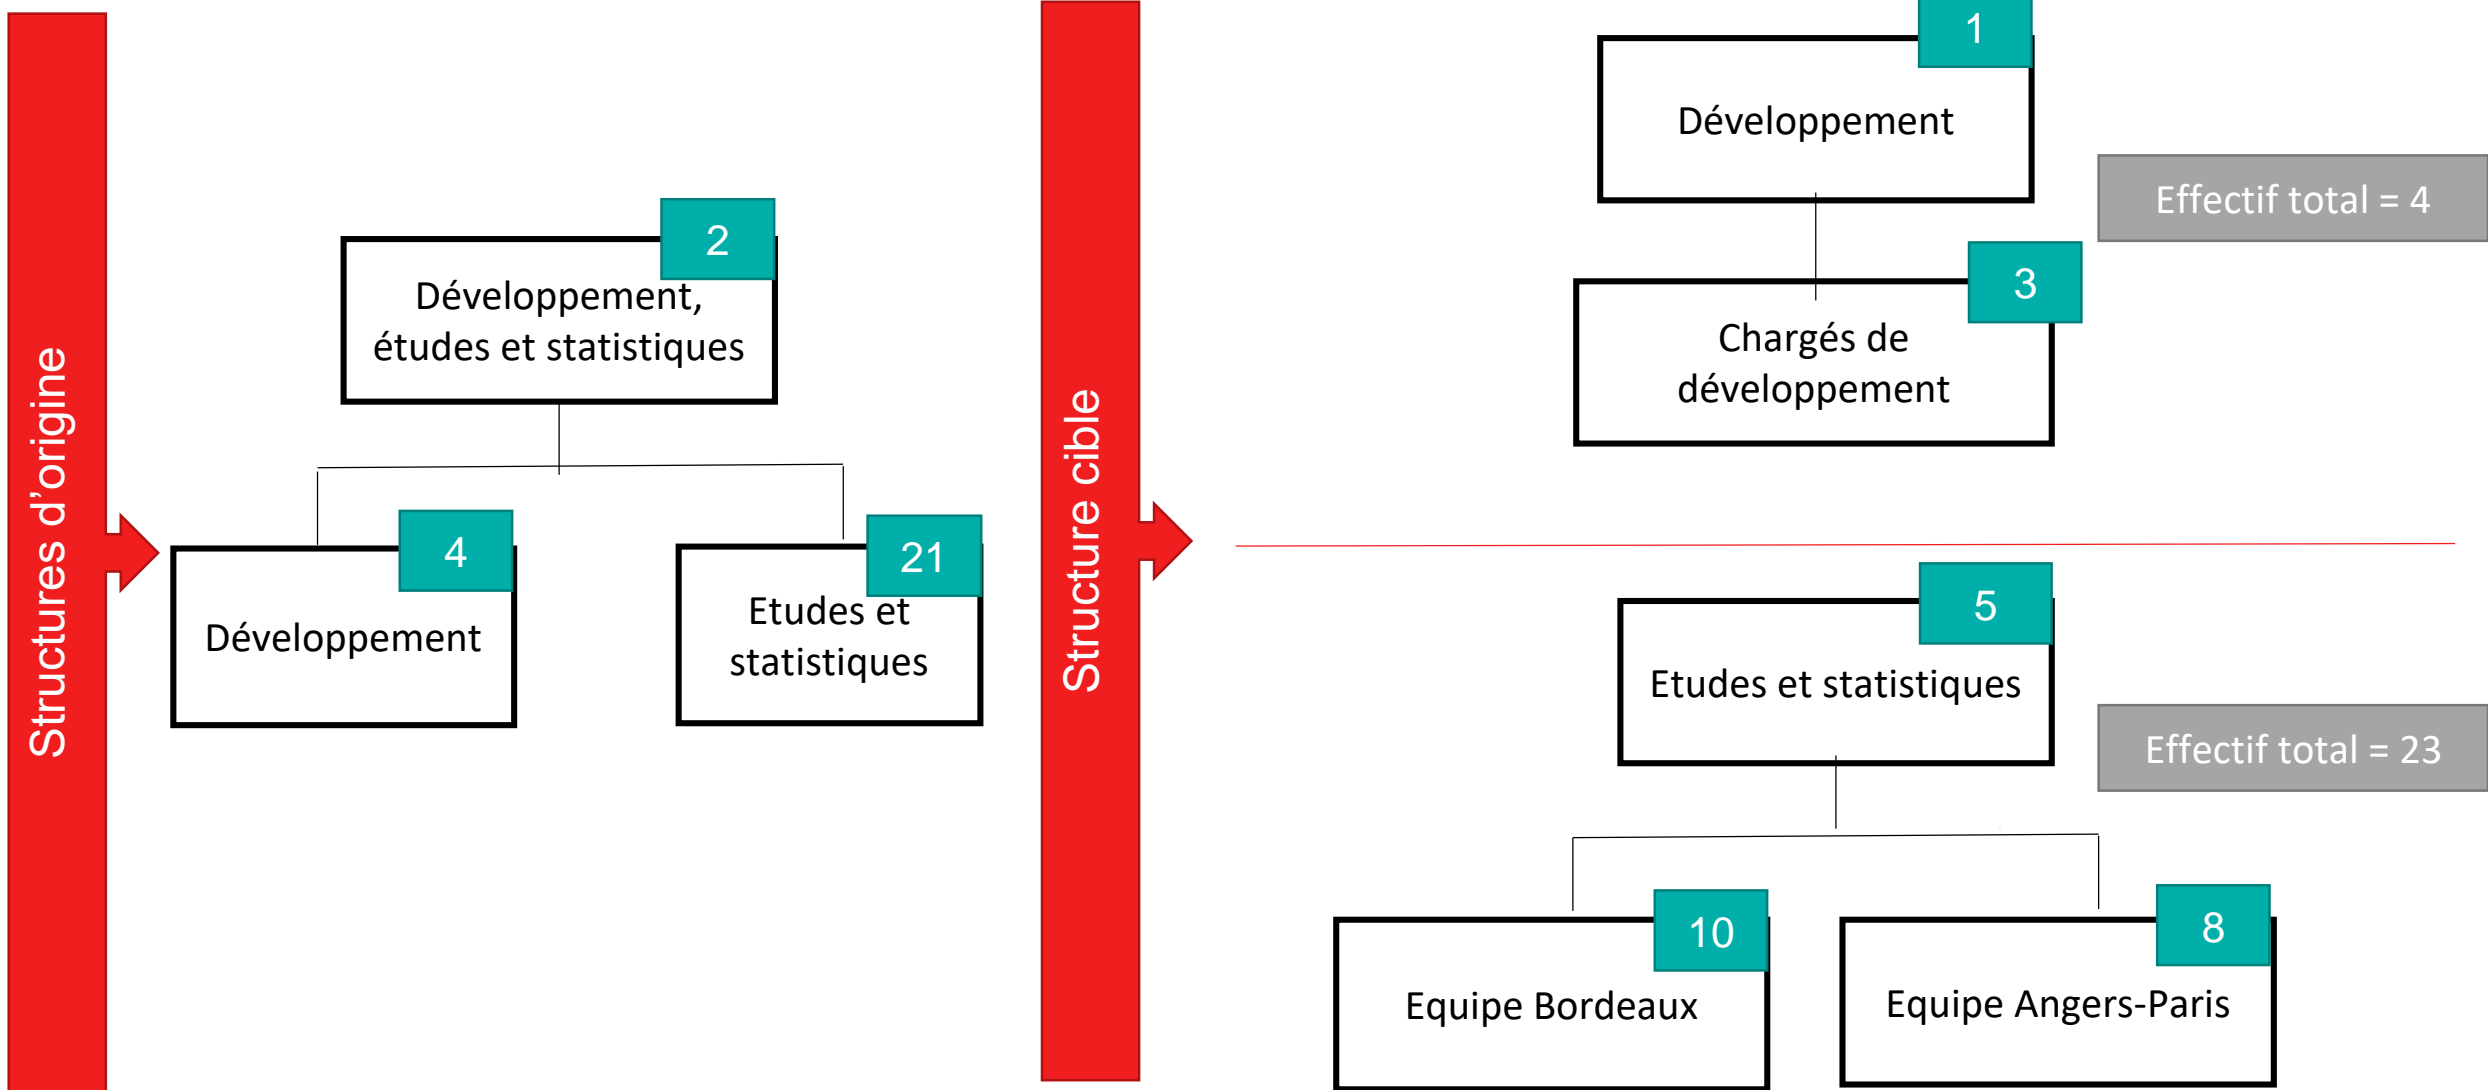 Structures d’origine
2
Développement,
études et statistiques
4
Développement
21
Etudes et
statistiques
Structure cible
1
Développement
Effectif total = 4
3
Chargés de
développement
5
Etudes et statistiques
Effectif total = 23
10
Equipe Bordeaux
8
Equipe Angers-Paris